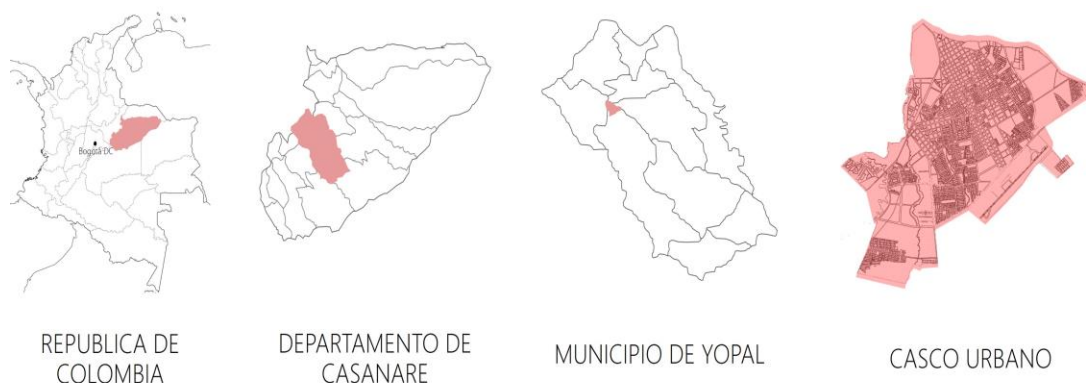 Bogotá DC
REPUBLICA DE
COLOMBIA
DEPARTAMENTO DE
CASANARE
MUNICIPIO DE YOPAL
CASCO URBANO